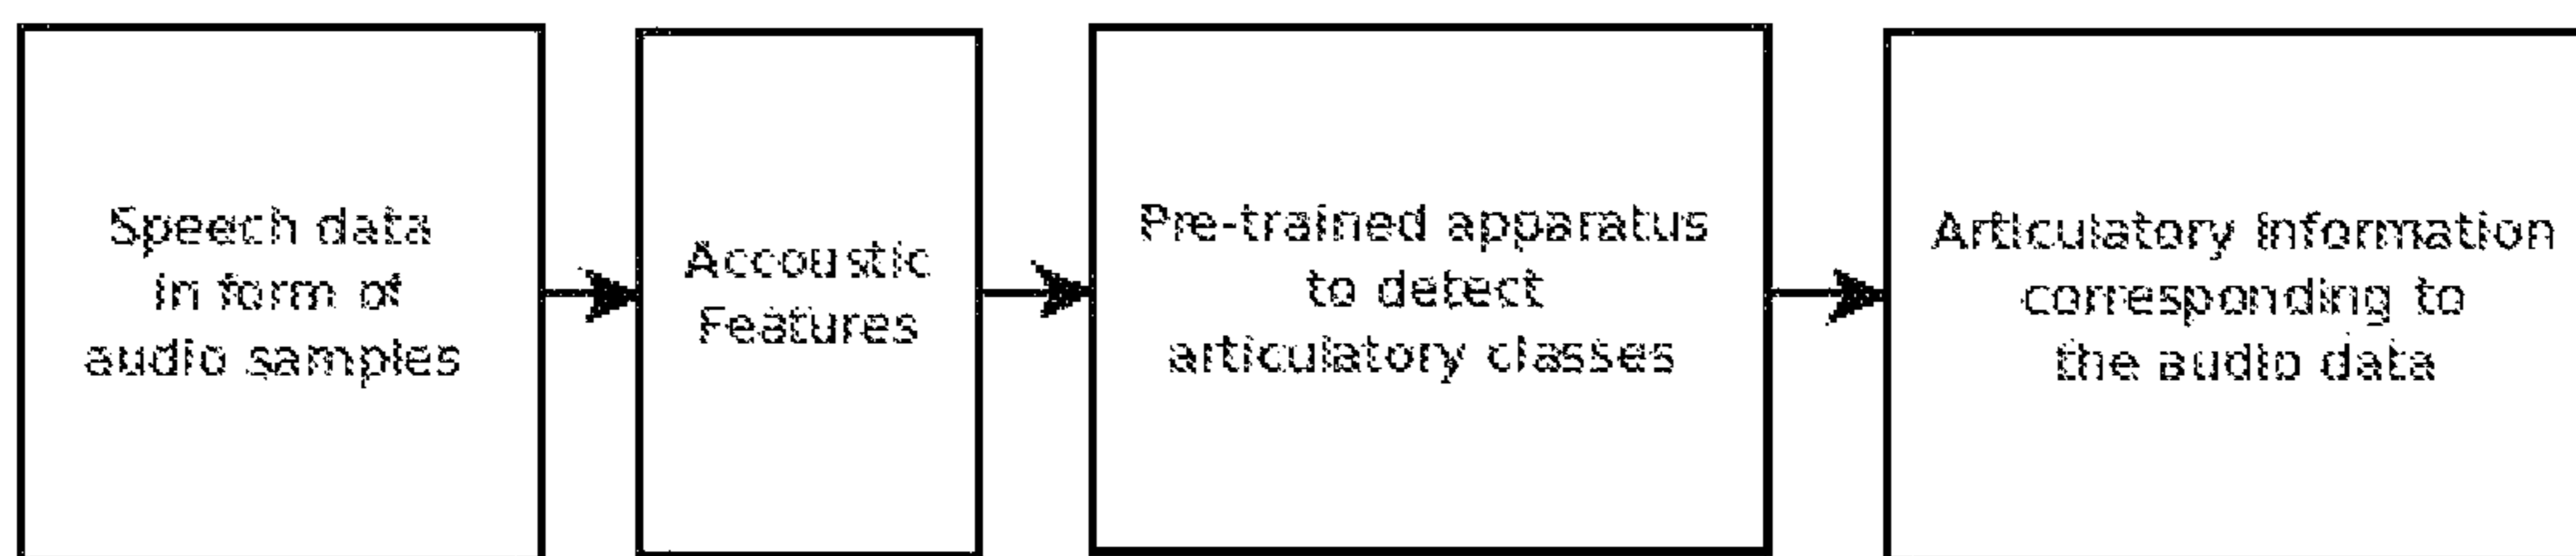 Speech data
in form of
audio samples
Accoustic
Features
Pre-trained apparatus
to detect
articulatory classes
Articulatory information
corresponding to
the audio data